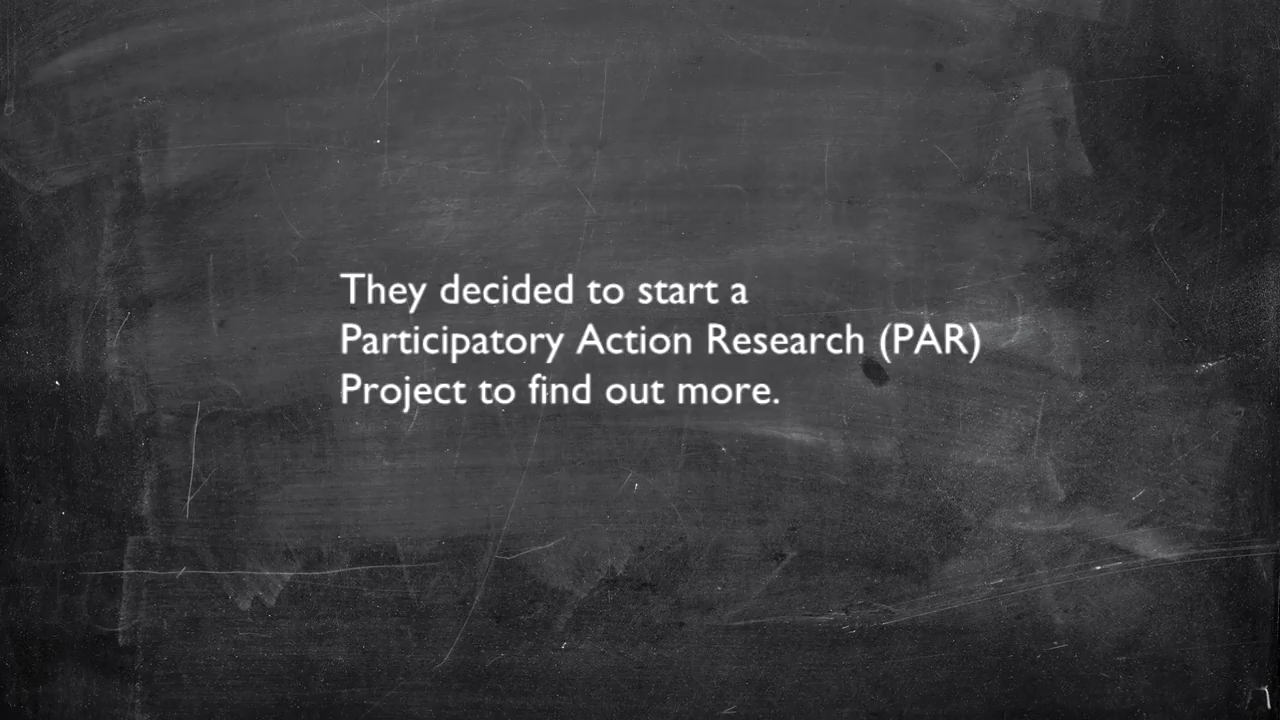 They decided to start a
Participatory Action Research (PAR)
Project to find out more.